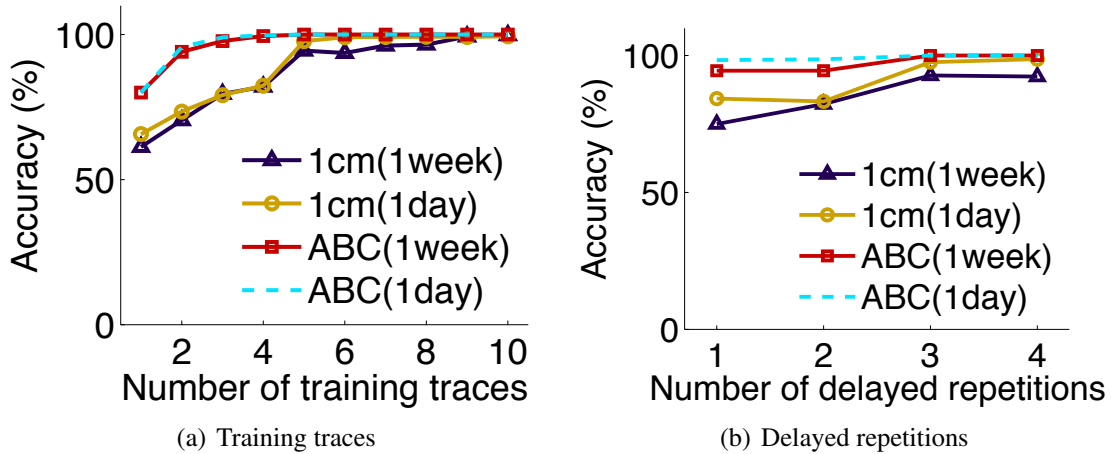 100
50
0
Accuracy (%)
1cm(1week)
1cm(1day)
ABC(1week)
ABC(1day)
2 4 6 8 10
Number of training traces
(a) Training traces
100
50
0
Accuracy (%)
1cm(1week)
1cm(1day)
ABC(1week)
ABC(1day)
1 2 3 4
Number of delayed repetitions
(b) Delayed repetitions